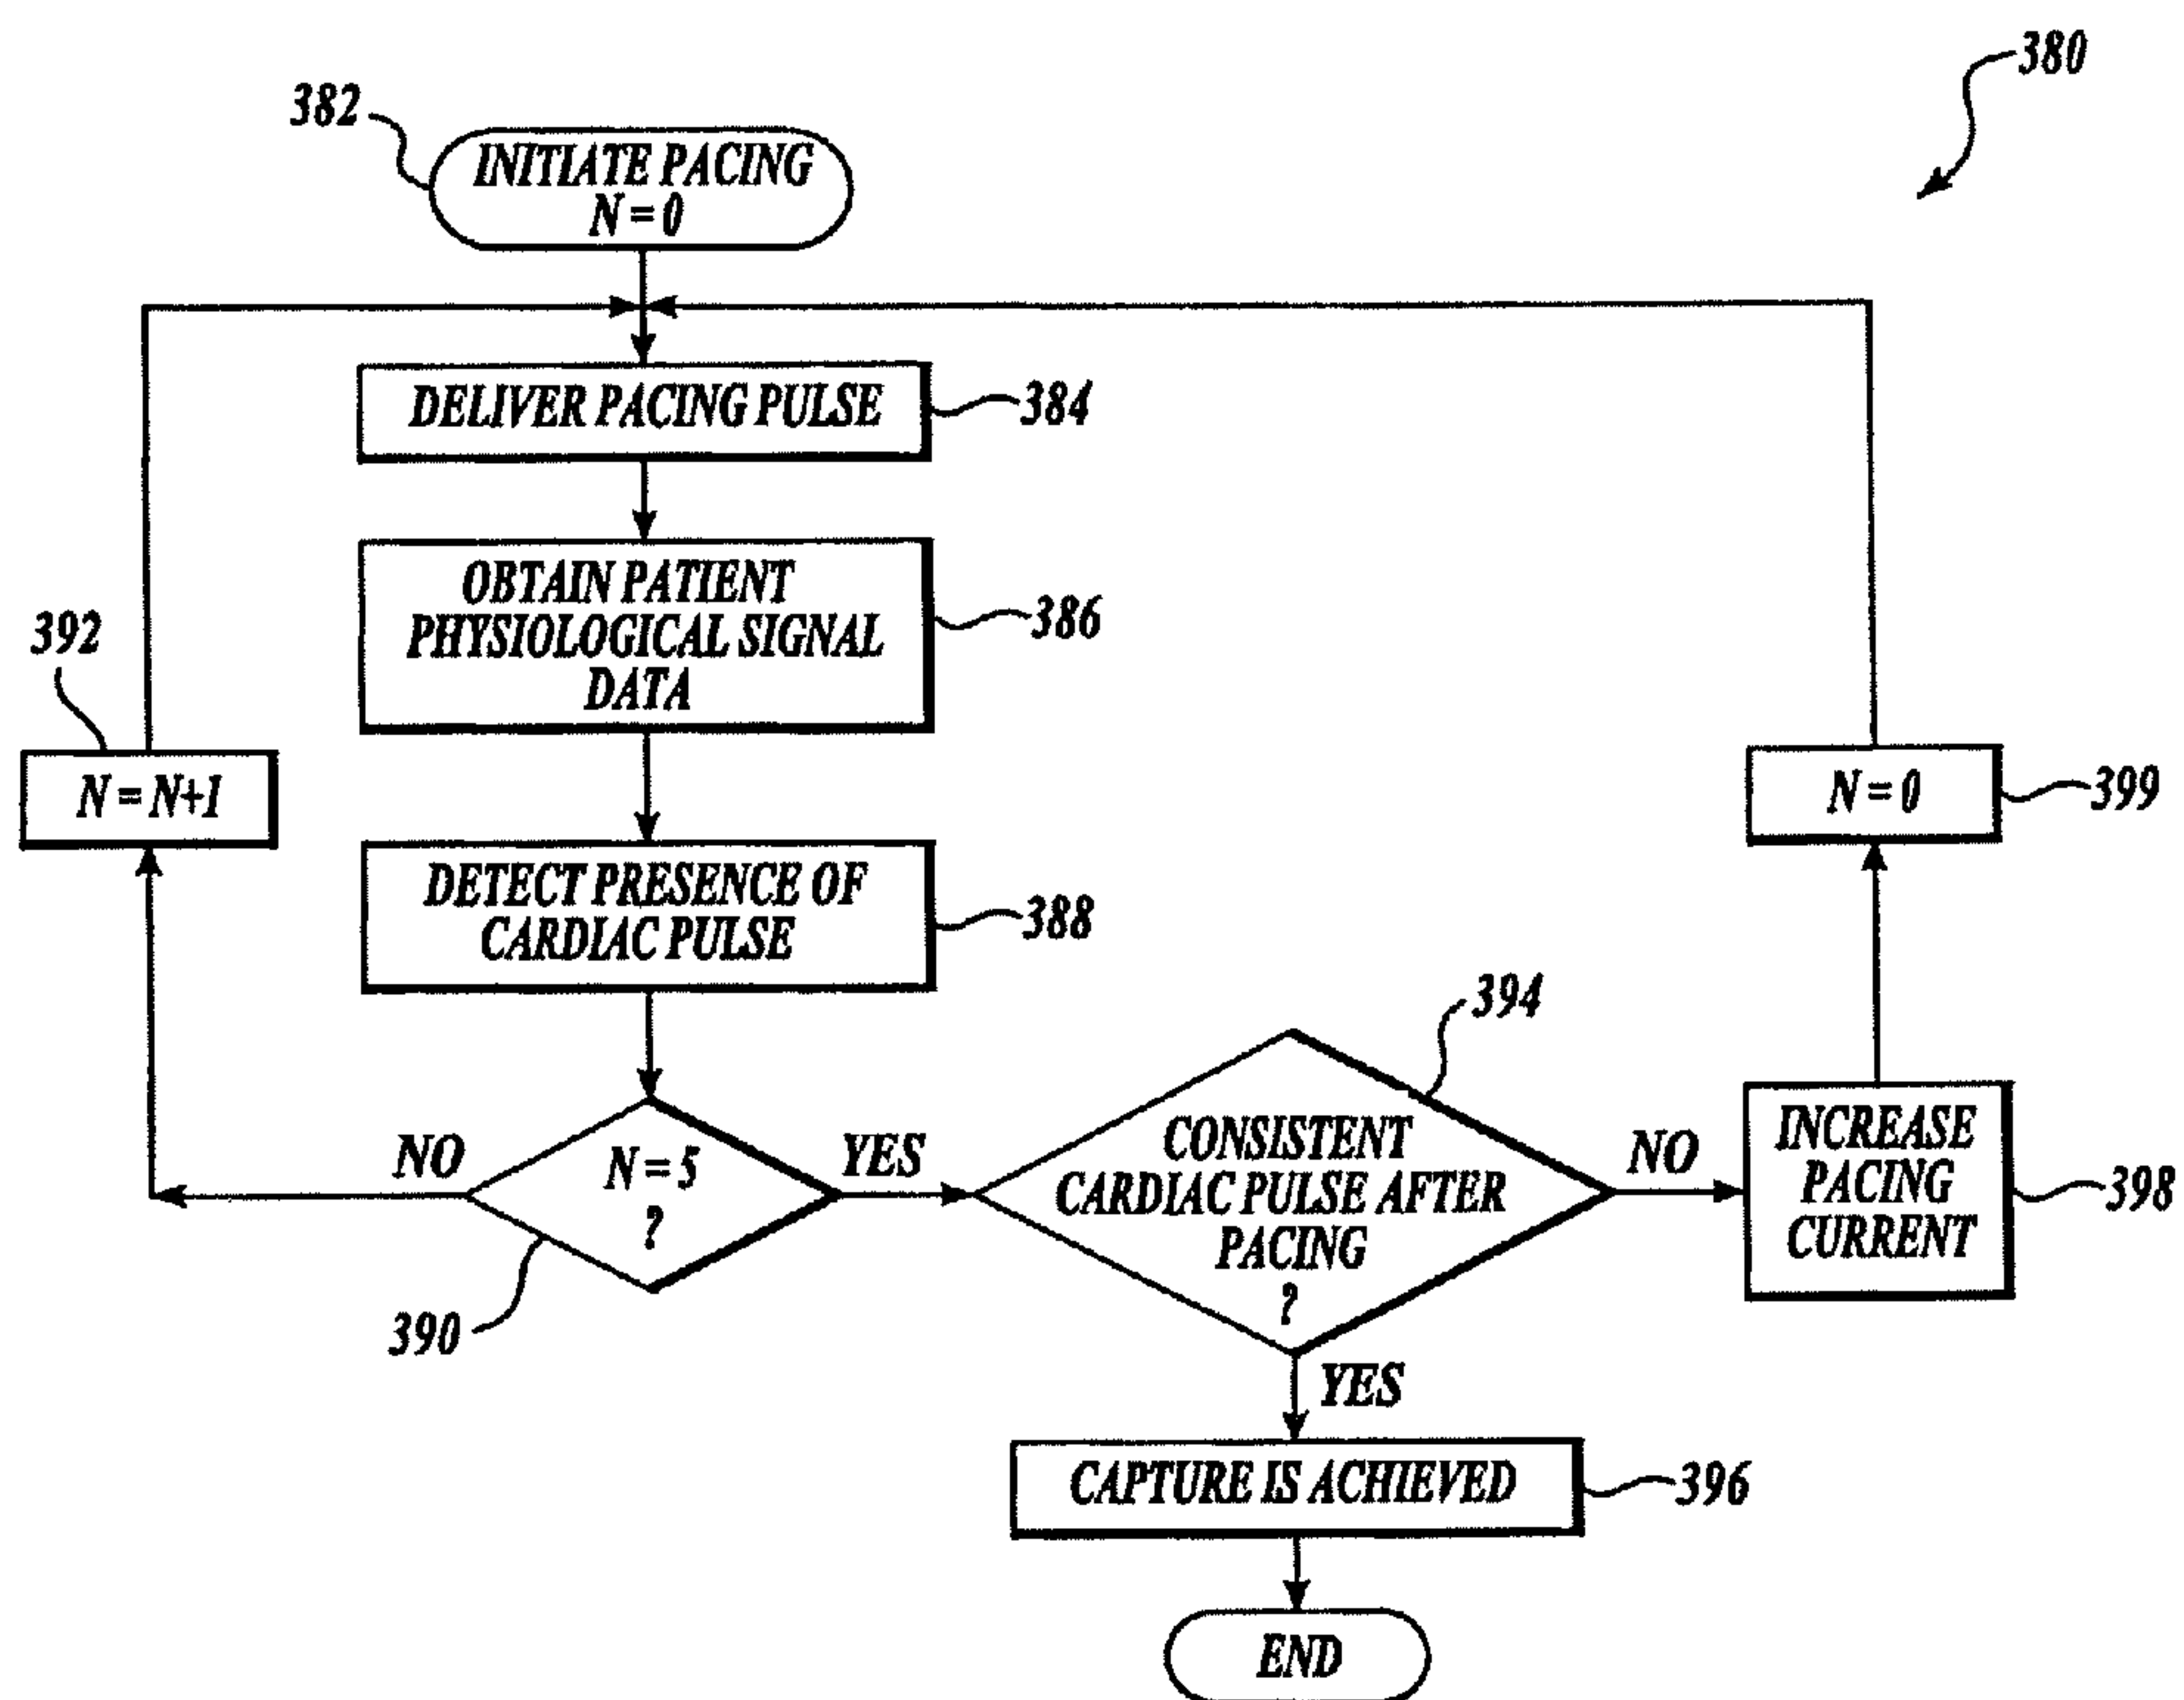 380
382
INITIATE PACING
N = 0
DELIVER PACING PULSE
384
OBTAIN PATIENT
PHYSIOLOGICAL SIGNAL
DATA
386
392
N = N+1
N = 0
399
DETECT PRESENCE OF
CARDIAC PULSE
388
394
NO
N = 5
?
YES
390
CONSISTENT
CARDIAC PULSE AFTER
PACING
?
NO
INCREASE
PACING
CURRENT
398
YES
CAPTURE IS ACHIEVED
396
END